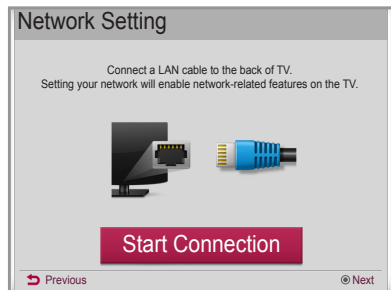 Network Setting
Connect a LAN cable to the back of TV.
Setting your network will enable network-related features on the TV.
Start Connection
Previous
Next